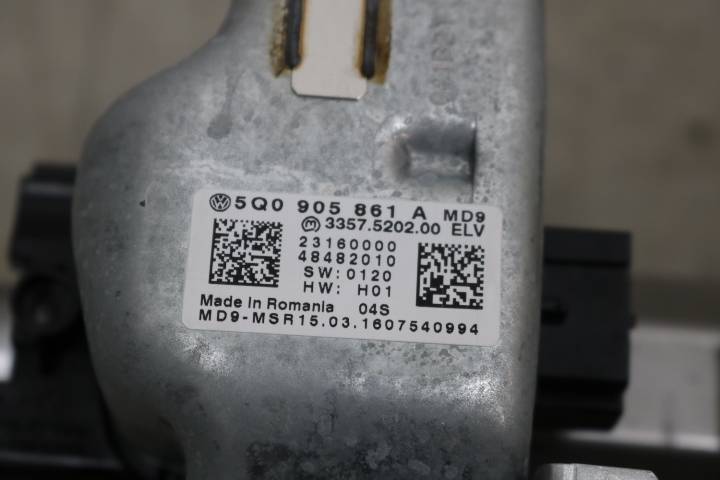 5Q0 905 861 A MD9
3357.5202.00 ELV
23160000
48482010
SW: 0120
HW: H01
Made in Romania 04S
MD9-MSR15.03.1607540994